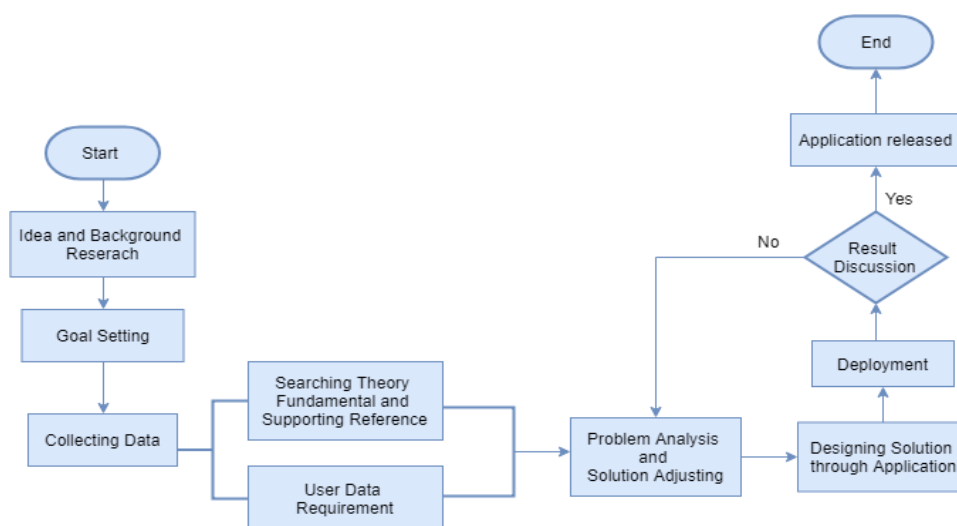 Start
Idea and Background
Reserach
Goal Setting
Collecting Data
Searching Theory
Fundamental and
Supporting Reference
User Data
Requirement
Problem Analysis
and
Solution Adjusting
Designing Solution
through Application
Deployment
Result
Discussion
No
Yes
Application released
End